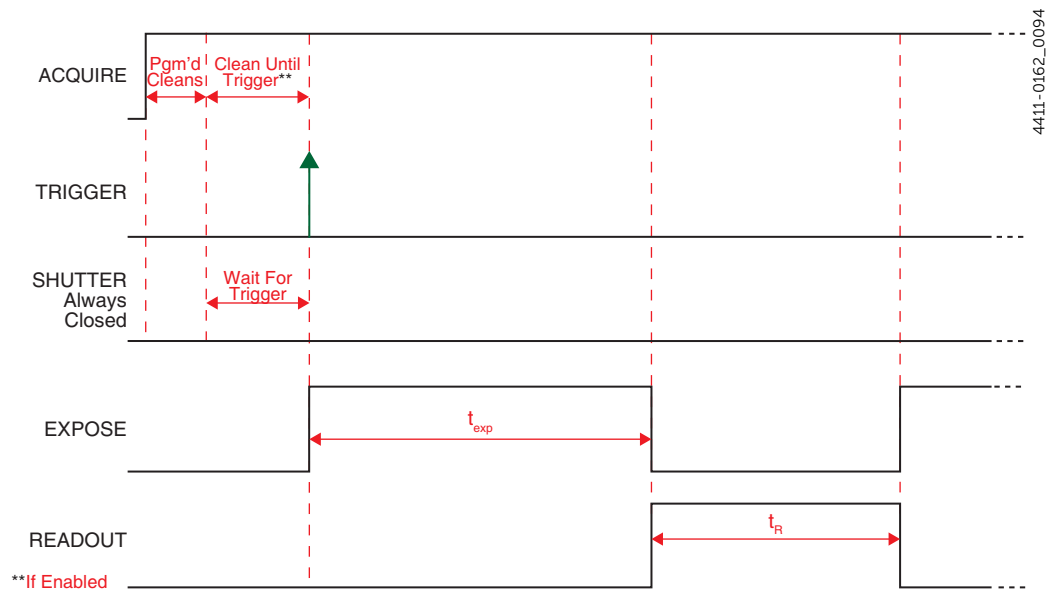 4411-0162_0094
ACQUIRE
Pgm'd
Cleans
Clean Until
Trigger**
TRIGGER
SHUTTER
Always
Closed
Wait For
Trigger
EXPOSE
t_exp
READOUT
t_R
**If Enabled